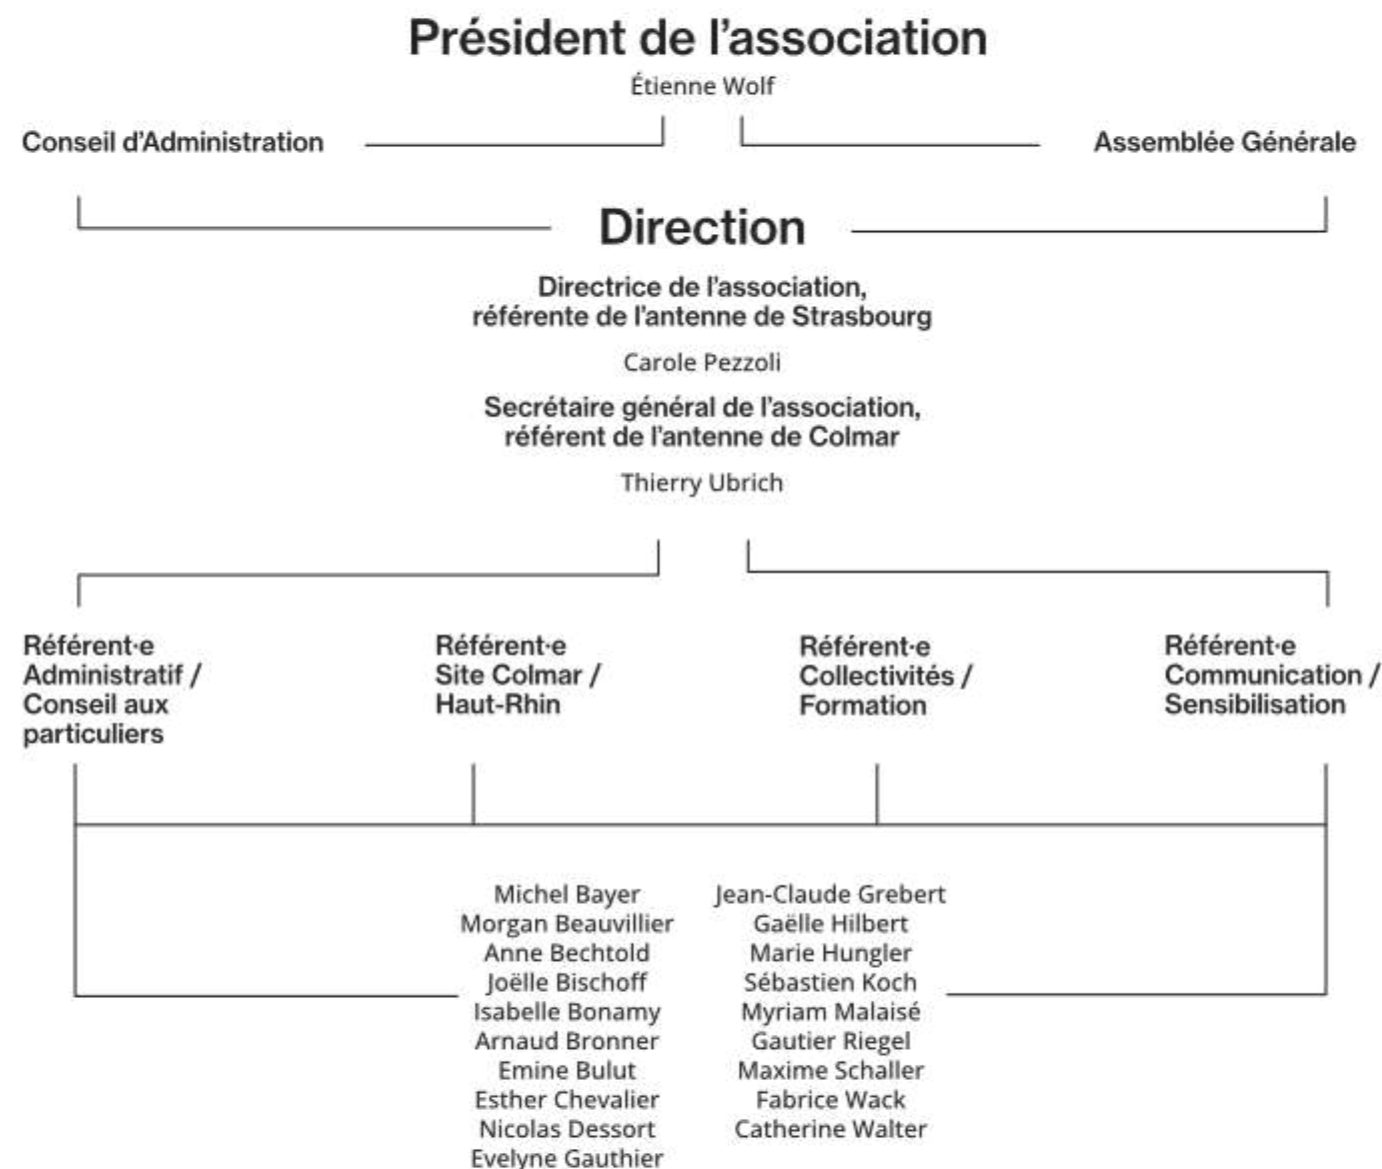 Président de l'association
Étienne Wolf
Conseil d'Administration
Assemblée Générale
Direction
Directrice de l'association,
référente de l'antenne de Strasbourg
Carole Pezzoli
Secrétaire général de l'association,
référent de l'antenne de Colmar
Thierry Ubrich
Référent·e
Administratif /
Conseil aux
particuliers
Référent·e
Site Colmar /
Haut-Rhin
Référent·e
Collectivités /
Formation
Référent·e
Communication /
Sensibilisation
Michel Bayer
Morgan Beauvillier
Anne Bechtold
Joëlle Bischoff
Isabelle Bonamy
Arnaud Bronner
Emine Bulut
Esther Chevalier
Nicolas Dessort
Evelyne Gauthier
Jean-Claude Grebert
Gaëlle Hilbert
Marie Hungler
Sébastien Koch
Myriam Malaisé
Gautier Riegel
Maxime Schaller
Fabrice Wack
Catherine Walter